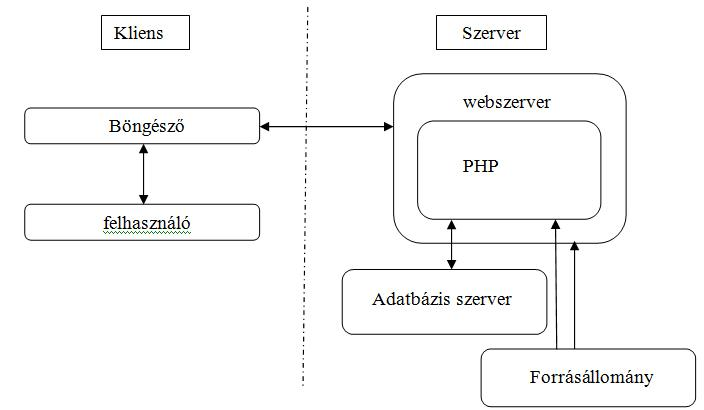 Kliens
Szerver
webszerver
Böngésző
PHP
felhasználó
Adatbázis szerver
Forrásállomány